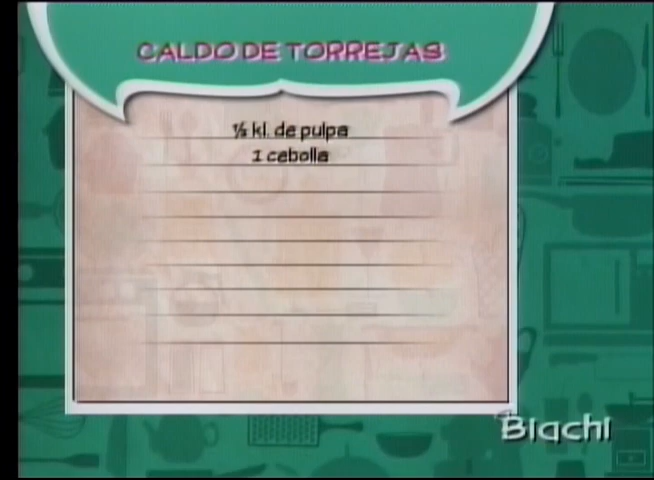 CALDO DE TORREJAS
½ kl. de pulpa
1 cebolla
Biachi